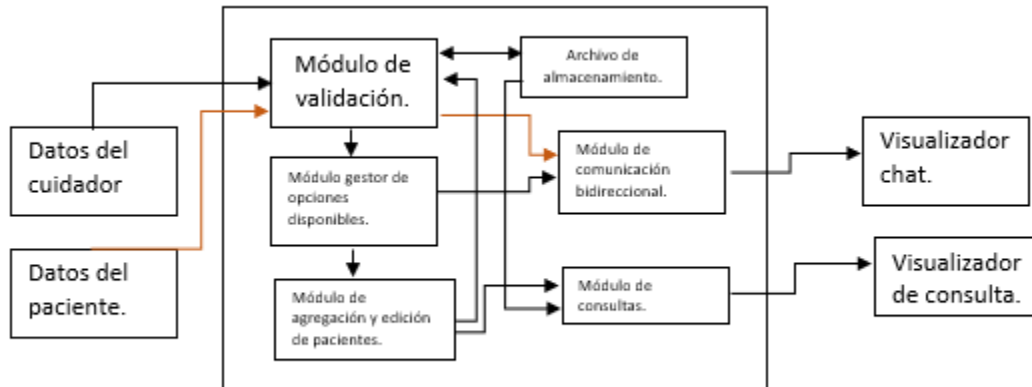 Datos del
cuidador
Datos del
paciente.
Módulo de
validación.
Módulo gestor de
opciones
disponibles.
Módulo de
agregación y edición
de pacientes.
Archivo de
almacenamiento.
Módulo de
comunicación
bidireccional.
Módulo de
consultas.
Visualizador
chat.
Visualizador
de consulta.